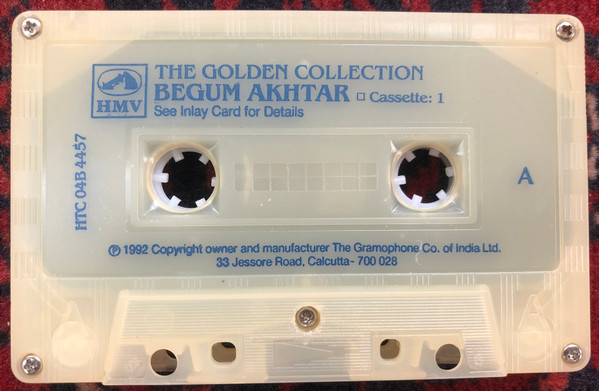 THE GOLDEN COLLECTION
BEGUM AKHTAR □ Cassette: 1
HMV
See Inlay Card for Details
HTC 04B 4457
A
℗ 1992 Copyright owner and manufacturer The Gramophone Co. of India Ltd.
33 Jessore Road, Calcutta- 700 028